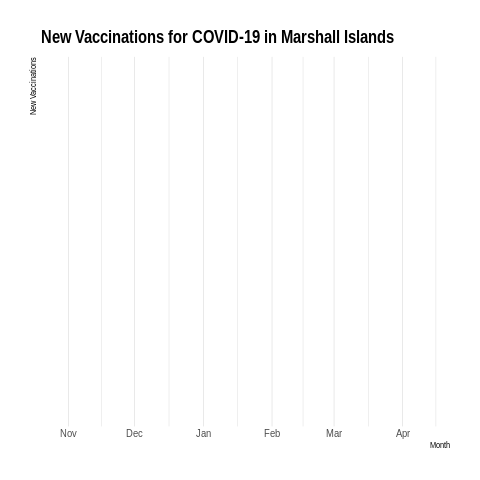 New Vaccinations for COVID-19 in Marshall Islands
New Vaccinations
Nov Dec Jan Feb Mar Apr
Month